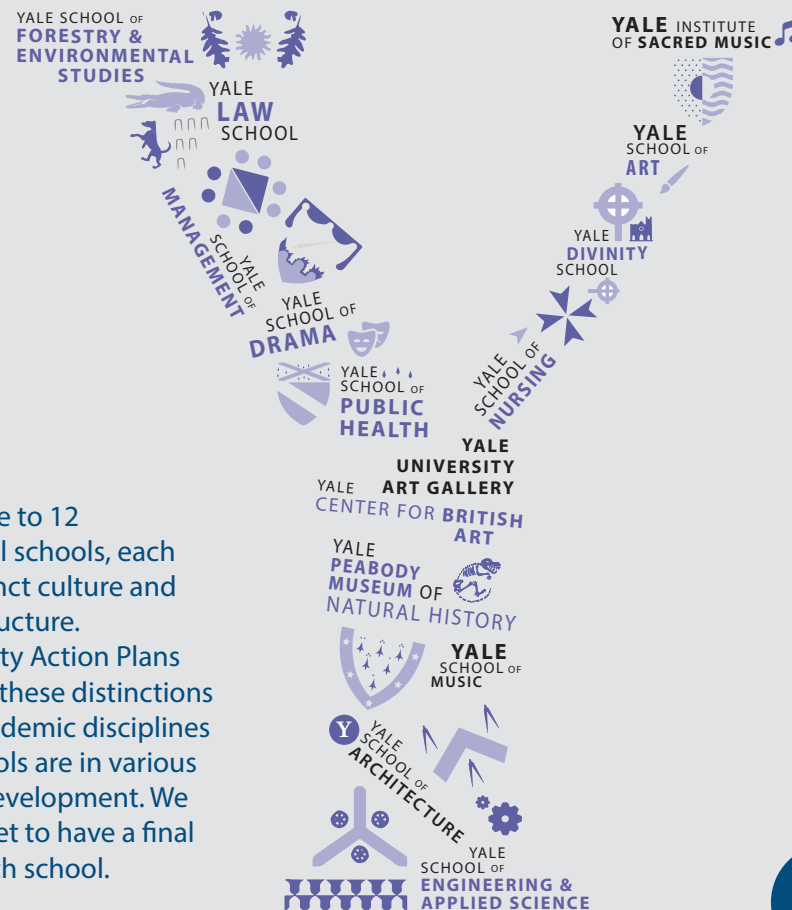 YALE SCHOOL OF
FORESTRY &
ENVIRONMENTAL
STUDIES
YALE
LAW
SCHOOL
YALE
SCHOOL OF
MANAGEMENT
YALE
SCHOOL OF
DRAMA
YALE
SCHOOL OF
PUBLIC
HEALTH
YALE INSTITUTE
OF SACRED MUSIC
YALE
SCHOOL OF
ART
YALE
DIVINITY
SCHOOL
YALE
SCHOOL OF
NURSING
YALE
UNIVERSITY
ART GALLERY
YALE
CENTER FOR BRITISH
ART
YALE
PEABODY
MUSEUM OF
NATURAL HISTORY
YALE
SCHOOL OF
MUSIC
Y
YALE
SCHOOL OF
ARCHITECTURE
YALE
SCHOOL OF
ENGINEERING &
APPLIED SCIENCE
e to 12
l schools, each
nct culture and
ucture.
ty Action Plans
these distinctions
demic disciplines
ols are in various
evelopment. We
et to have a final
h school.